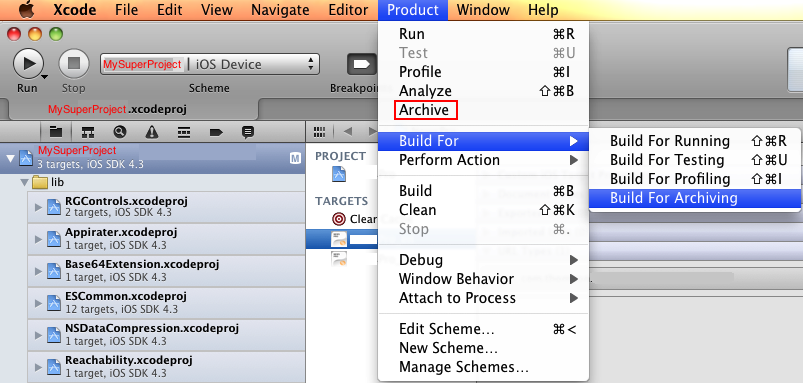 Xcode File Edit View Navigate Editor Product Window Help
Run
Stop
MySuperProject | iOS Device
Scheme
Breakpoin
MySuperProject.xcodeproj
MySuperProject
3 targets, iOS SDK 4.3
M
lib
RGControls.xcodeproj
2 targets, iOS SDK 4.3
Appirater.xcodeproj
1 target, iOS SDK 4.3
Base64Extension.xcodeproj
1 target, iOS SDK 4.3
ESCommon.xcodeproj
12 targets, iOS SDK 4.3
NSDataCompression.xcodeproj
1 target, iOS SDK 4.3
Reachability.xcodeproj
1 target, iOS SDK 4.3
PROJECT
TARGETS
Clean
Run ⌘R
Test ⌘U
Profile ⌘I
Analyze ⇧⌘B
Archive
Build For
Perform Action
Build ⌘B
Clean ⇧⌘K
Stop ⌘.
Debug
Window Behavior
Attach to Process
Edit Scheme... ⌘<
New Scheme...
Manage Schemes...
Build For Running ⇧⌘R
Build For Testing ⇧⌘U
Build For Profiling ⇧⌘I
Build For Archiving